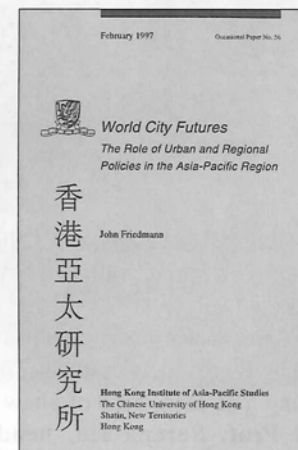 February 1997
Occasional Paper No. 56
World City Futures
The Role of Urban and Regional
Policies in the Asia-Pacific Region
香港亞太研究所
John Friedmann
Hong Kong Institute of Asia-Pacific Studies
The Chinese University of Hong Kong
Shatin, New Territories
Hong Kong